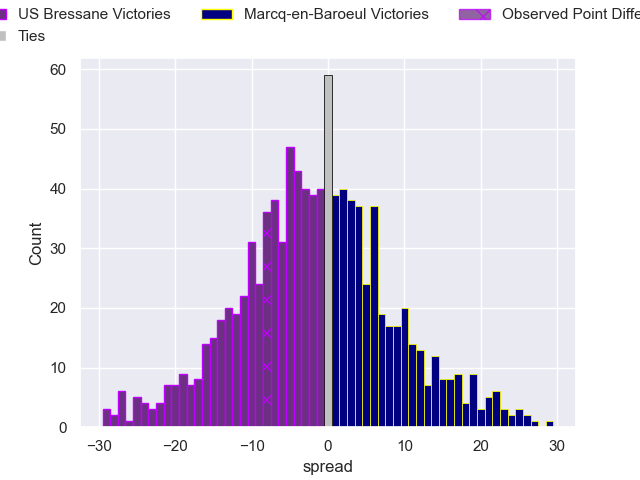 US Bressane Victories Marcq-en-Baroeul Victories Observed Point Diffe
Ties
60
50
40
30
20
10
0
Count
−30 −20 −10 0 10 20 30
spread